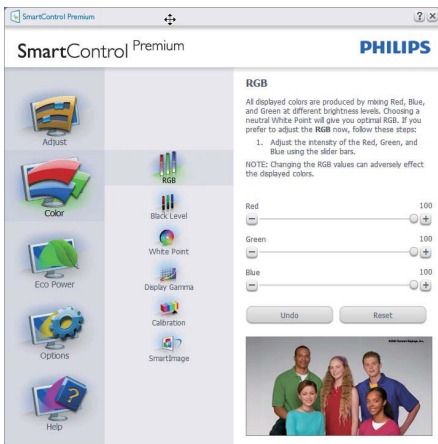 SmartControl Premium
?
×
SmartControl Premium
PHILIPS
Adjust
Color
Eco Power
Options
Help
RGB
Black Level
White Point
Display Gamma
Calibration
SmartImage
RGB
All displayed colors are produced by mixing Red, Blue,
and Green at different brightness levels. Choosing a
neutral White Point will give you optimal RGB. If you
prefer to adjust the RGB now, follow these steps:
1. Adjust the intensity of the Red, Green, and
Blue using the slider bars.
NOTE: Changing the RGB values can adversely effect
the displayed colors.
Red 100
Green 100
Blue 100
Undo Reset